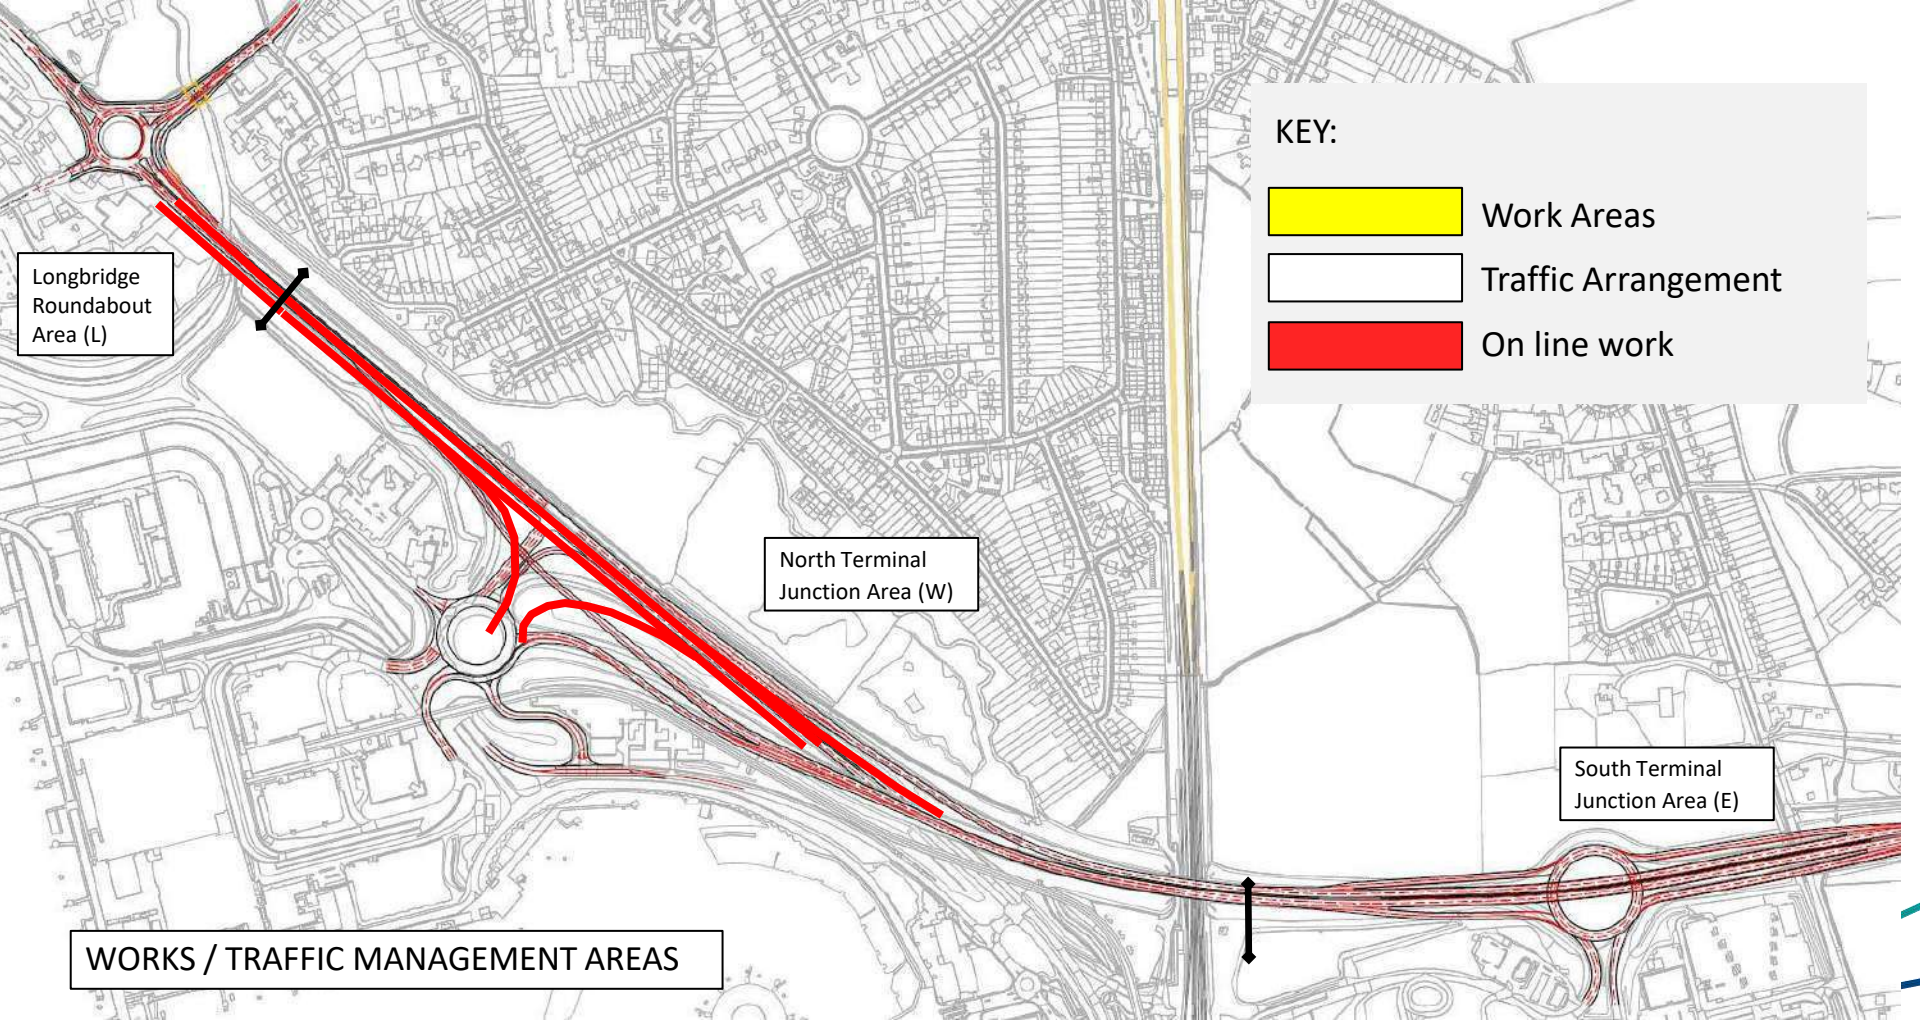 KEY:
Work Areas
Traffic Arrangement
On line work
Longbridge
Roundabout
Area (L)
North Terminal
Junction Area (W)
South Terminal
Junction Area (E)
WORKS / TRAFFIC MANAGEMENT AREAS